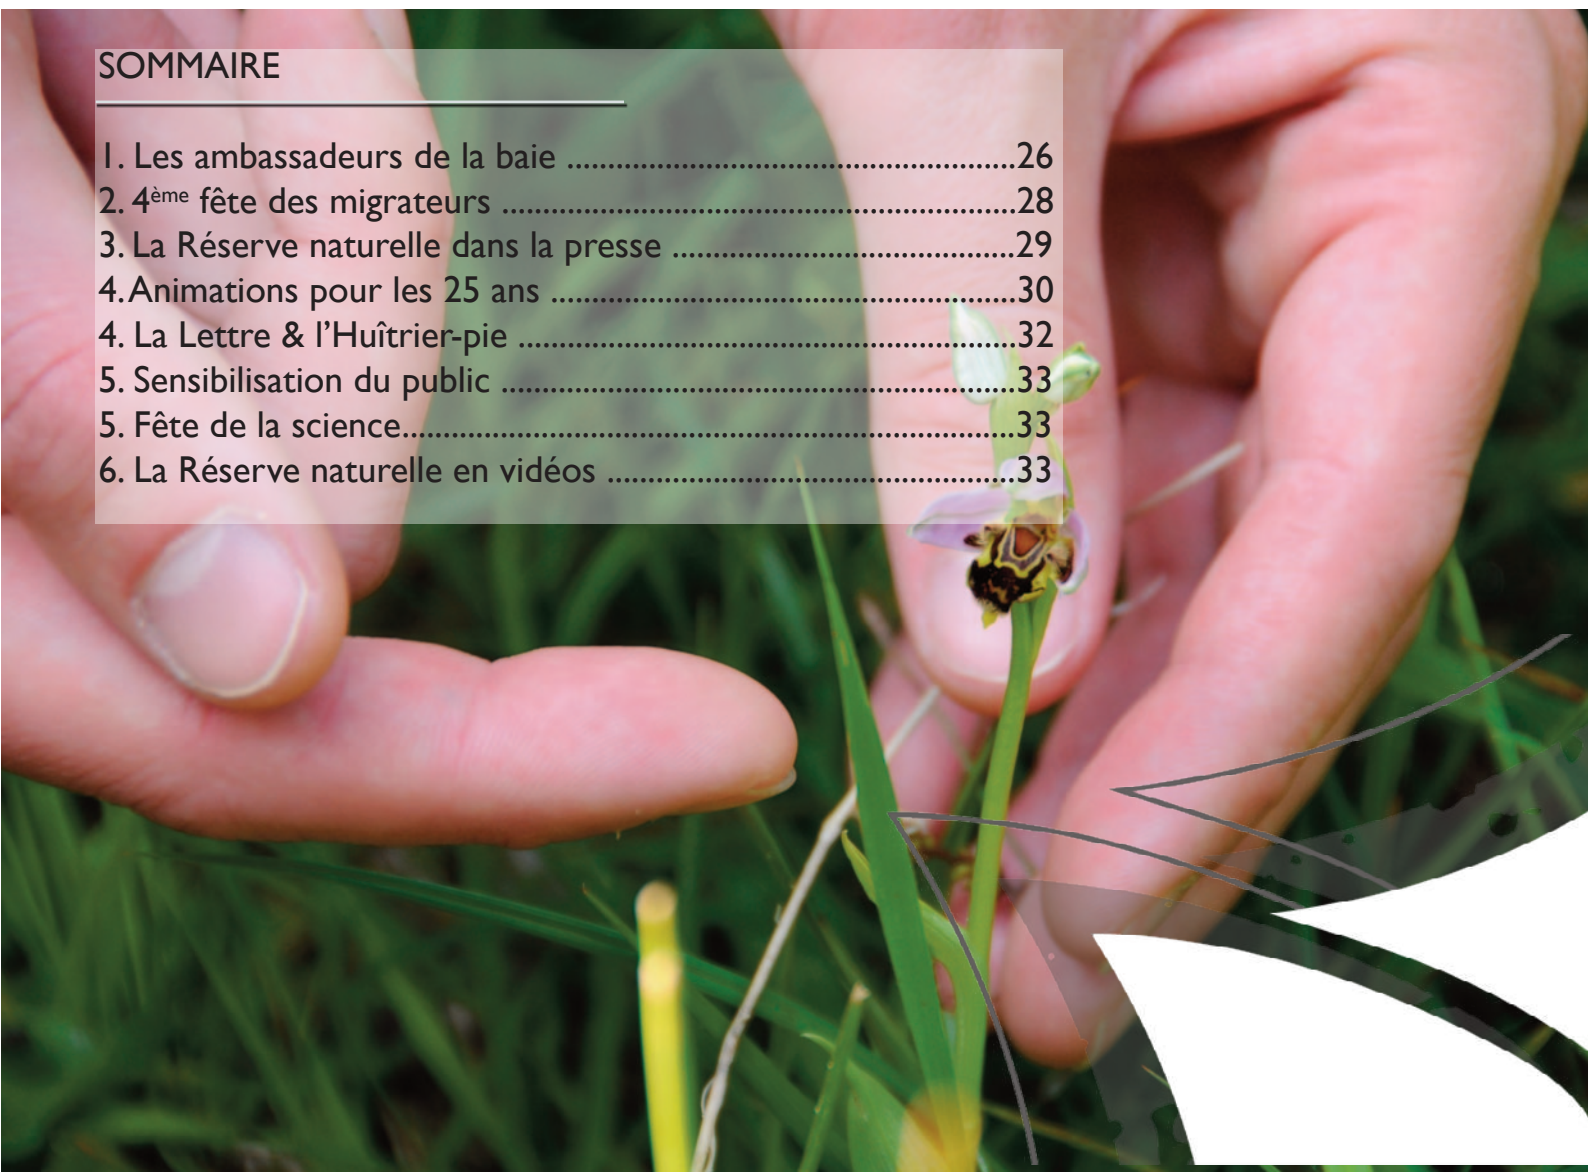 SOMMAIRE
1. Les ambassadeurs de la baie ..............................................26
2. 4ème fête des migrateurs .....................................................28
3. La Réserve naturelle dans la presse ...................................29
4. Animations pour les 25 ans ................................................30
4. La Lettre & l'Huîtrier-pie ...................................................32
5. Sensibilisation du public .....................................................33
5. Fête de la science...............................................................33
6. La Réserve naturelle en vidéos ..........................................33